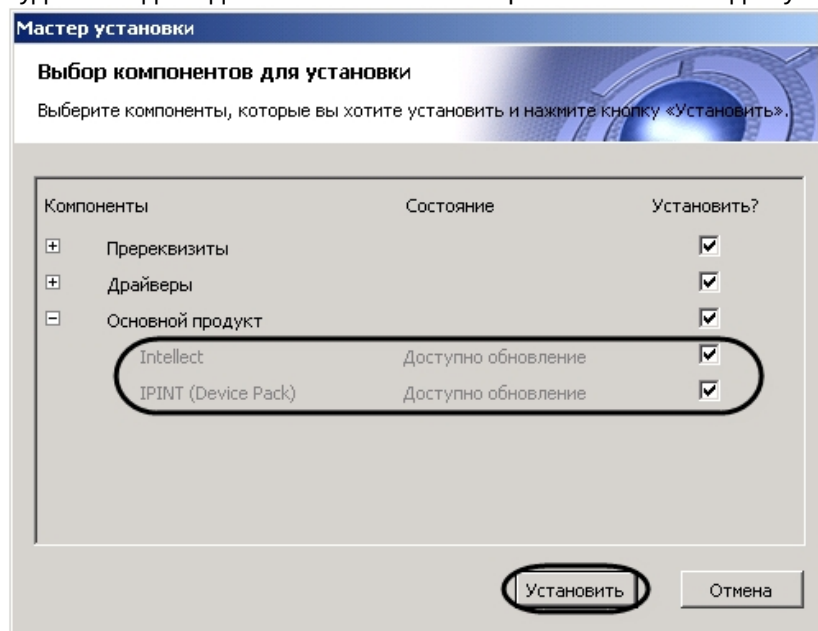 Мастер установки
Выбор компонентов для установки
Выберите компоненты, которые вы хотите установить и нажмите кнопку «Установить».
Компоненты Состояние Установить?
Пререквизиты
Драйверы
Основной продукт
Intellect Доступно обновление
IPINT (Device Pack) Доступно обновление
Установить Отмена